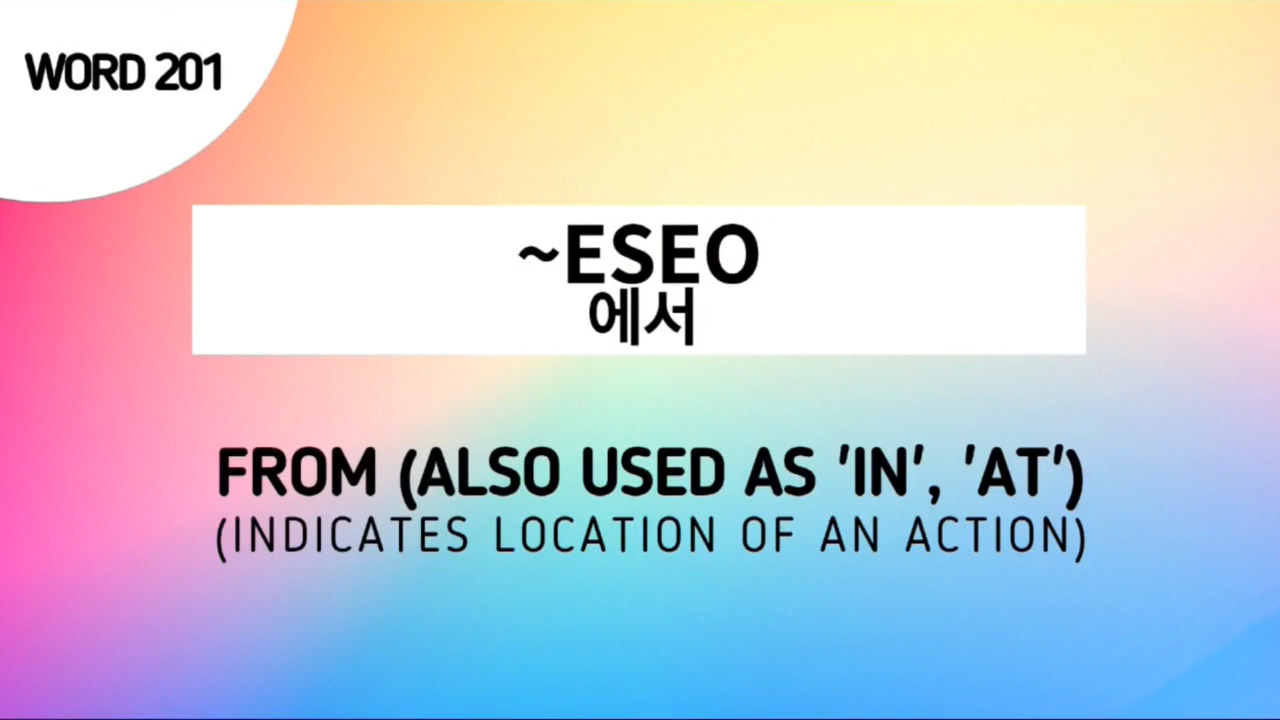 WORD 201
~ESEO
에서
FROM (ALSO USED AS 'IN', 'AT')
(INDICATES LOCATION OF AN ACTION)